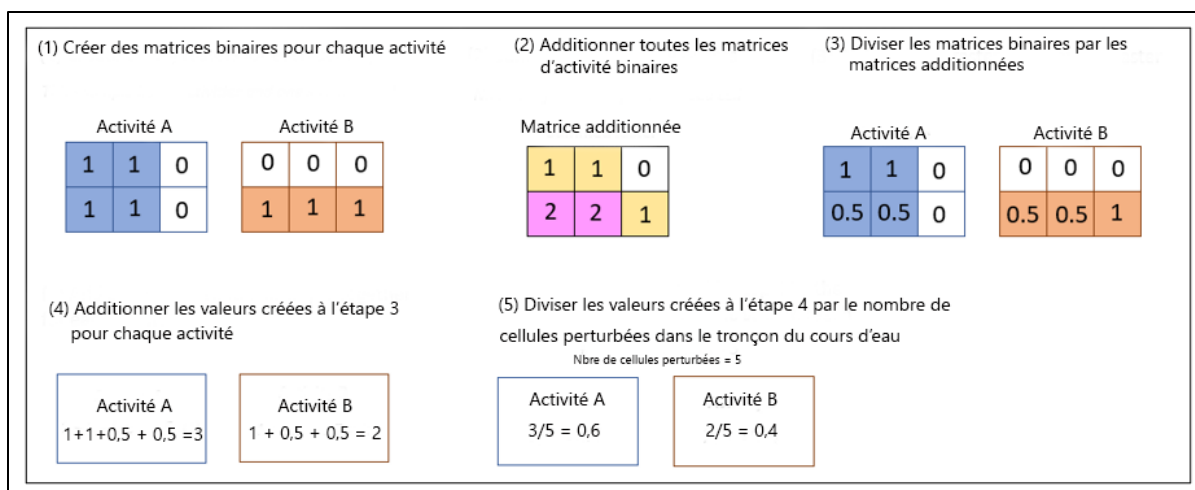 (1) Créer des matrices binaires pour chaque activité
(2) Additionner toutes les matrices
d'activité binaires
(3) Diviser les matrices binaires par les
matrices additionnées
Activité A
1 1 0
1 1 0
Activité B
0 0 0
1 1 1
Matrice additionnée
1 1 0
2 2 1
Activité A
1 1 0
0.5 0.5 0
Activité B
0 0 0
0.5 0.5 1
(4) Additionner les valeurs créées à l'étape 3
pour chaque activité
Activité A
1+1+0,5 + 0,5 =3
Activité B
1 + 0,5 + 0,5 = 2
(5) Diviser les valeurs créées à l'étape 4 par le nombre de
cellules perturbées dans le tronçon du cours d'eau
Nbre de cellules perturbées = 5
Activité A
3/5 = 0,6
Activité B
2/5 = 0,4